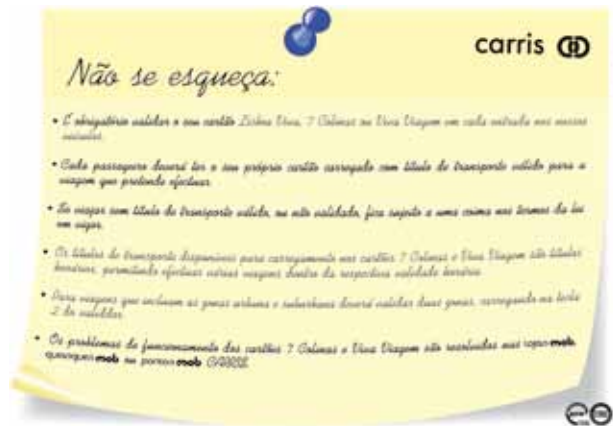 carris
Não se esqueça:
• É obrigatório validar o seu cartão Lisboa Viva, 7 Colinas ou Viva Viagem em cada entrada nos nossos
veículos.
• Cada passageiro deverá ter o seu próprio cartão carregado com título de transporte válido para a
viagem que pretende efectuar.
• Se viajar sem título de transporte válido, ou não validado, fica sujeito a uma coima nos termos da lei
em vigor.
• Os títulos de transporte disponíveis para carregamento nos cartões 7 Colinas e Viva Viagem são títulos
horários, permitindo efectuar várias viagens dentro da respectiva validade horária.
• Para viagens que incluam as zonas urbana e suburbana deverá validar duas zonas, carregando na tecla
2 do validador.
• Os problemas de funcionamento dos cartões 7 Colinas e Viva Viagem são resolvidos nas mob,
quiosques mob ou postos mob CARRIS.